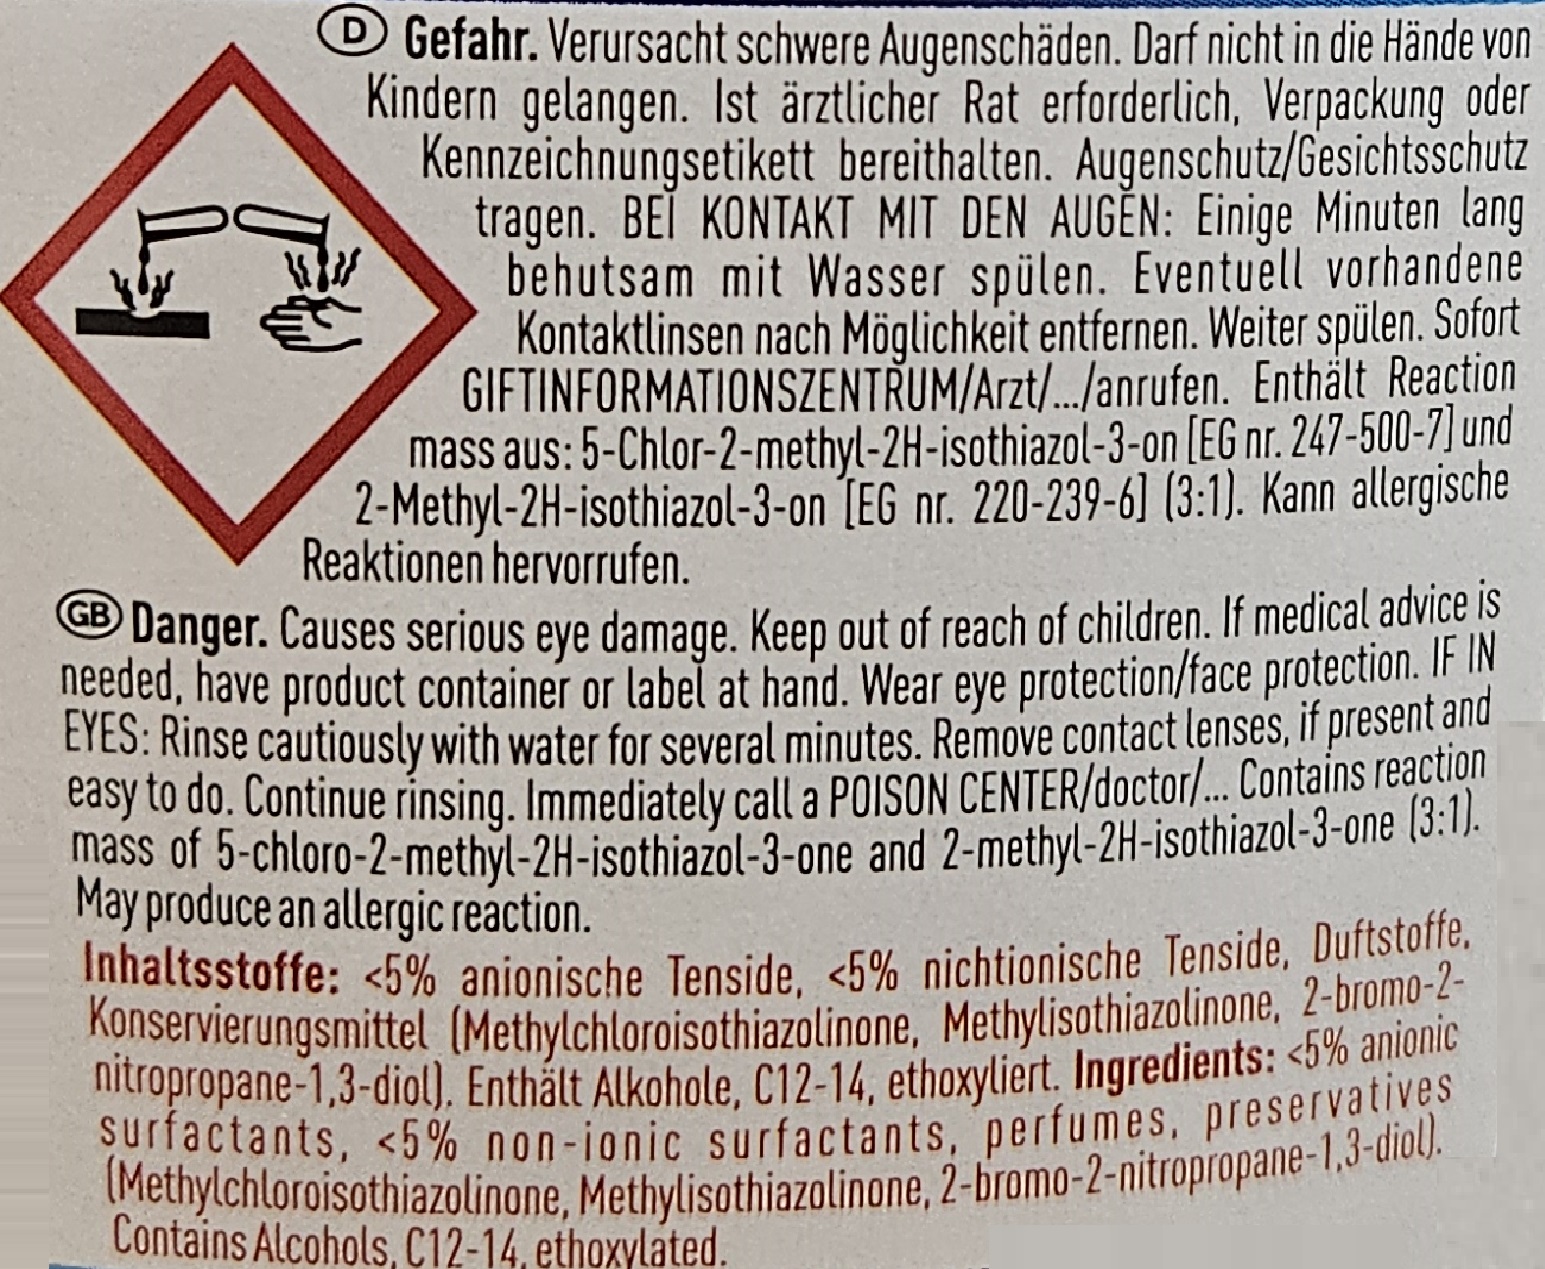 D Gefahr. Verursacht schwere Augenschäden. Darf nicht in die Hände von
Kindern gelangen. Ist ärztlicher Rat erforderlich, Verpackung oder
Kennzeichnungsetikett bereithalten. Augenschutz/Gesichtsschutz
tragen. BEI KONTAKT MIT DEN AUGEN: Einige Minuten lang
behutsam mit Wasser spülen. Eventuell vorhandene
Kontaktlinsen nach Möglichkeit entfernen. Weiter spülen. Sofort
GIFTINFORMATIONSZENTRUM/Arzt/.../anrufen. Enthält Reaction
mass aus: 5-Chlor-2-methyl-2H-isothiazol-3-on [EG nr. 247-500-7] und
2-Methyl-2H-isothiazol-3-on [EG nr. 220-239-6] (3:1). Kann allergische
Reaktionen hervorrufen.
GB Danger. Causes serious eye damage. Keep out of reach of children. If medical advice is
needed, have product container or label at hand. Wear eye protection/face protection. IF IN
EYES: Rinse cautiously with water for several minutes. Remove contact lenses, if present and
easy to do. Continue rinsing. Immediately call a POISON CENTER/doctor/... Contains reaction
mass of 5-chloro-2-methyl-2H-isothiazol-3-one and 2-methyl-2H-isothiazol-3-one (3:1).
May produce an allergic reaction.
Inhaltsstoffe: <5% anionische Tenside, <5% nichtionische Tenside, Duftstoffe,
Konservierungsmittel (Methylchloroisothiazolinone, Methylisothiazolinone, 2-bromo-2-
nitropropane-1,3-diol). Enthält Alkohole, C12-14, ethoxyliert. Ingredients: <5% anionic
surfactants, <5% non-ionic surfactants, perfumes, preservatives
(Methylchloroisothiazolinone, Methylisothiazolinone, 2-bromo-2-nitropropane-1,3-diol).
Contains Alcohols, C12-14, ethoxylated.